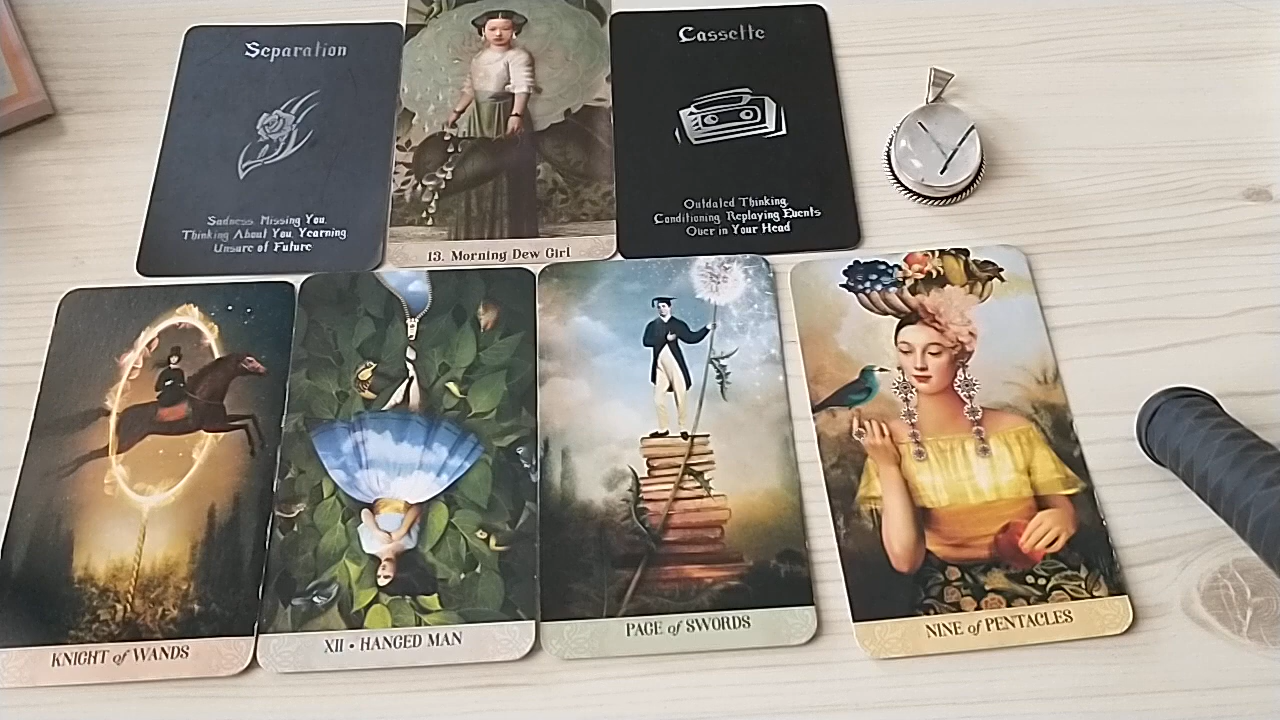 Separation
Sadness, Missing You,
Thinking About You, Yearning,
Unsure of Future
13. Morning Dew Girl
Cassette
Outdated Thinking,
Conditioning, Replaying Events
Over in Your Head
KNIGHT of WANDS
XII • HANGED MAN
PAGE of SWORDS
NINE of PENTACLES